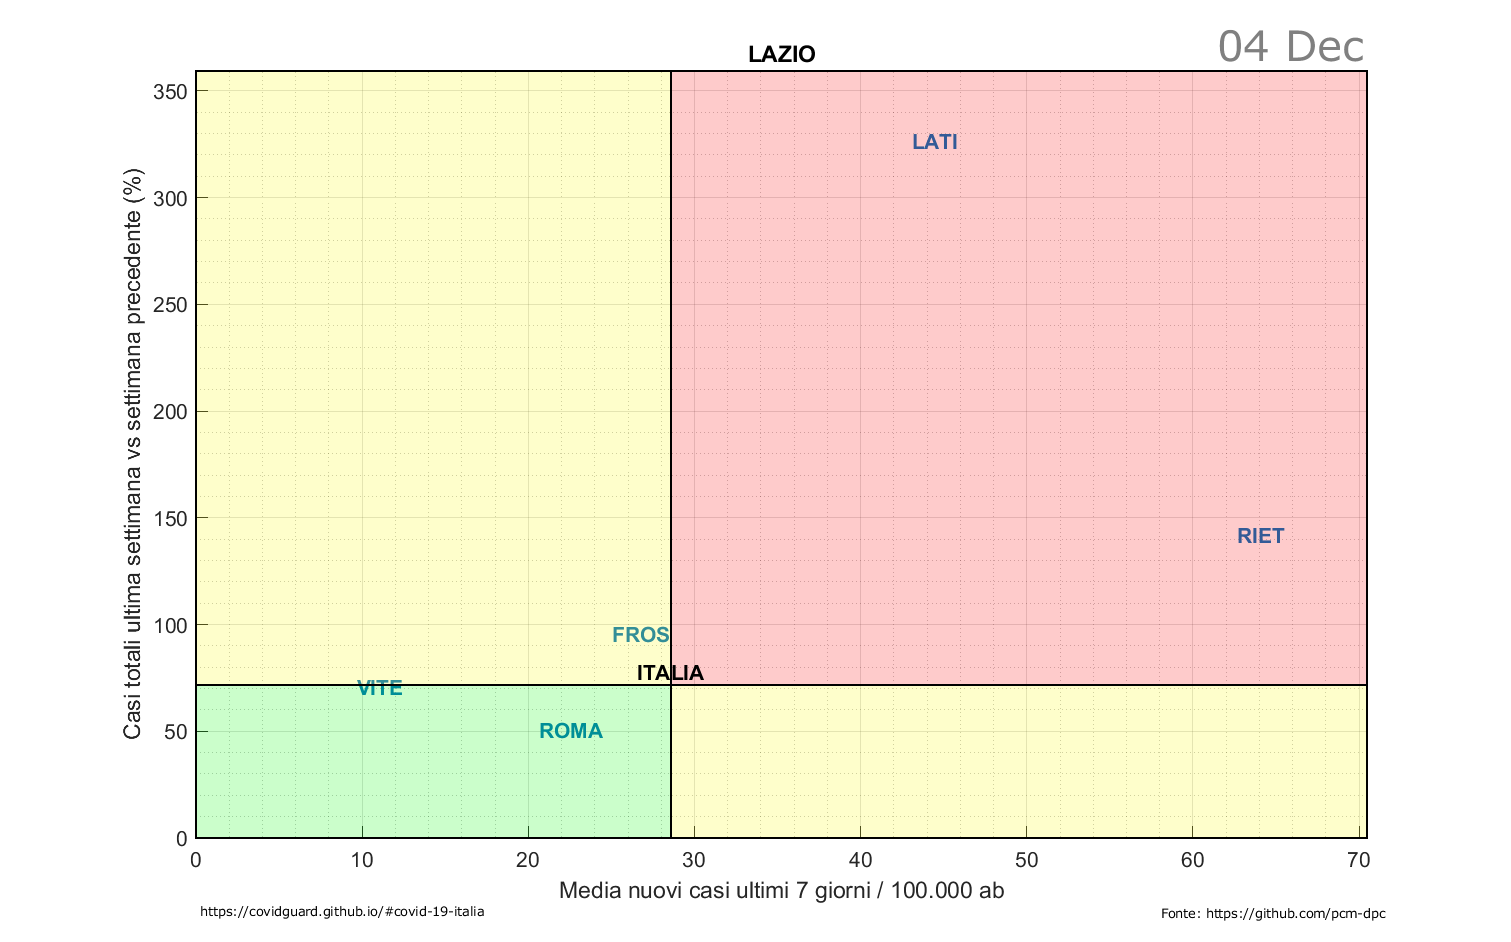 LAZIO
04 Dec
Casi totali ultima settimana vs settimana precedente (%)
350
300
250
200
150
100
50
0
LATI
RIET
FROS
ITALIA
VITE
ROMA
0 10 20 30 40 50 60 70
Media nuovi casi ultimi 7 giorni / 100.000 ab
https://covidguard.github.io/#covid-19-italia
Fonte: https://github.com/pcm-dpc